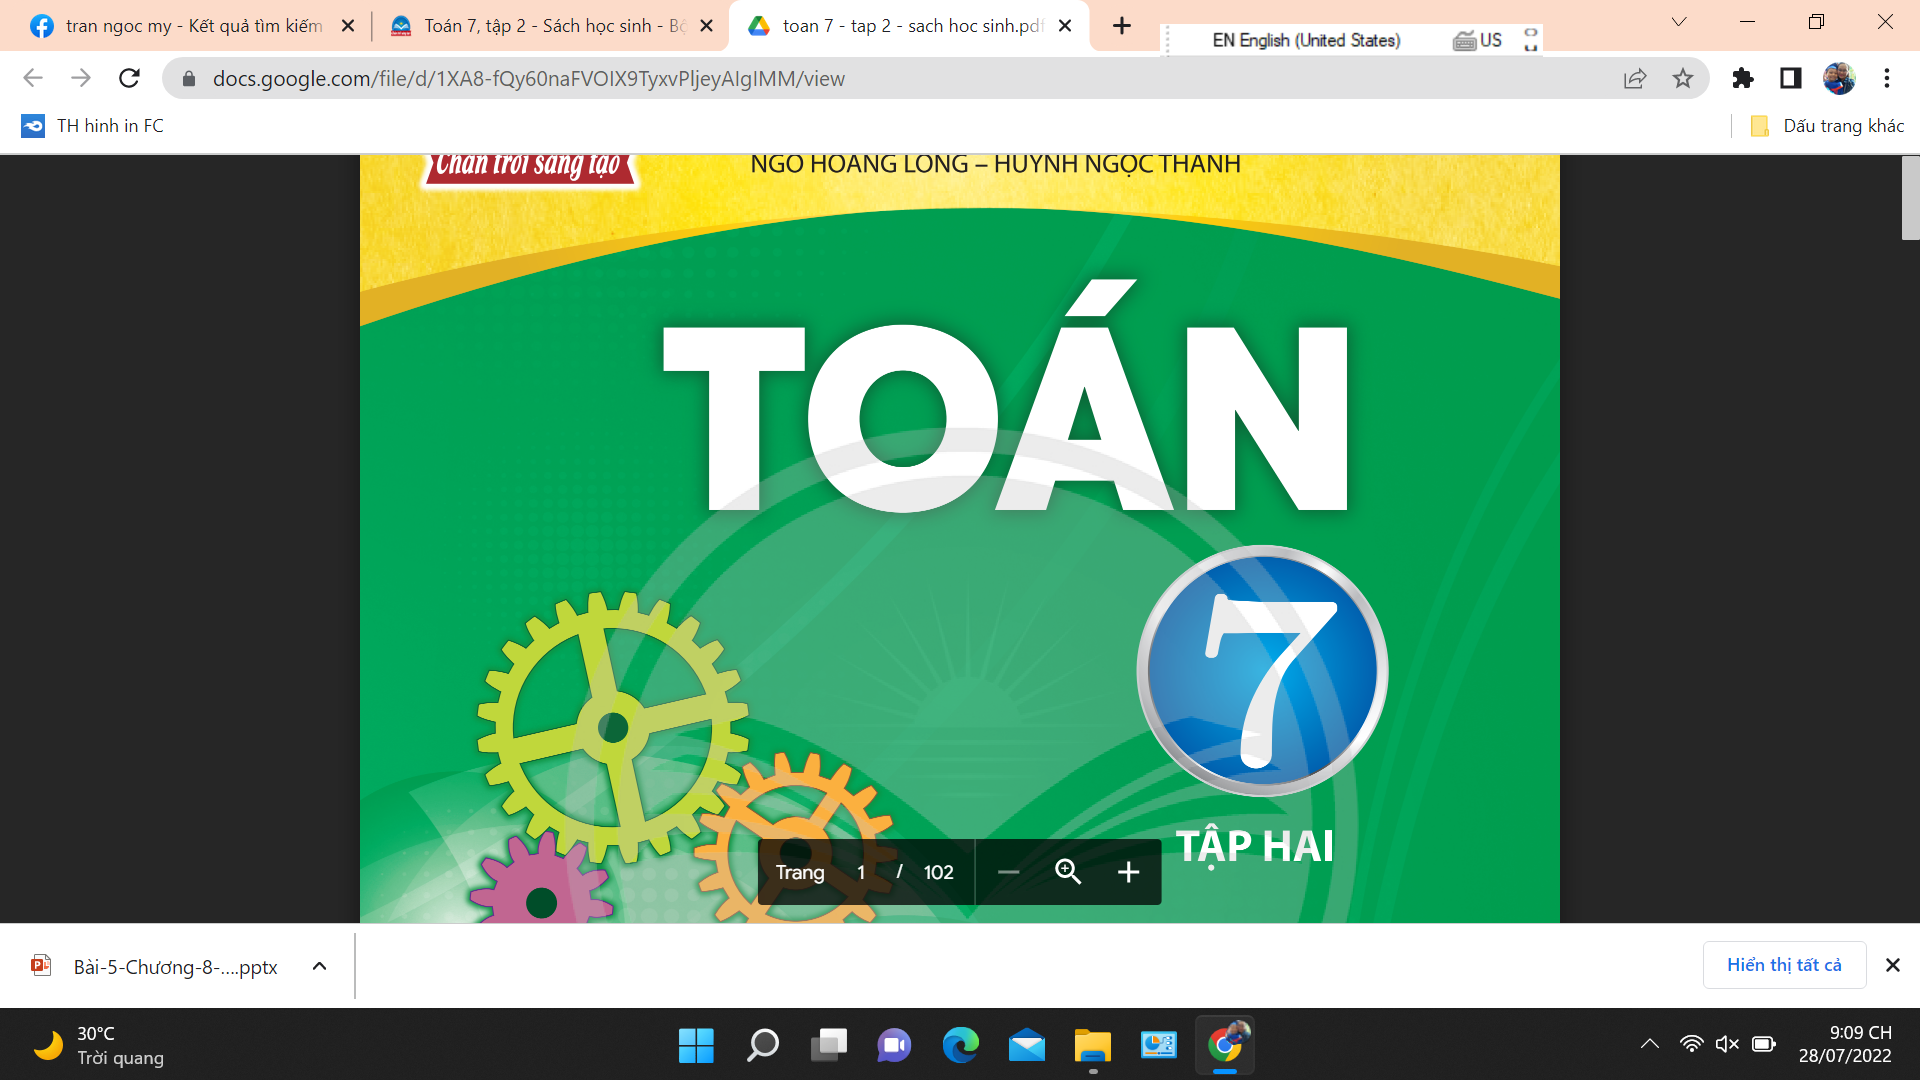 tran ngoc my - Kết quả tìm kiếm
Toán 7, tập 2 - Sách học sinh - Bộ
toan 7 - tap 2 - sach hoc sinh.pdf
EN English (United States)
US
docs.google.com/file/d/1XA8-fQy60naFVOIX9TyxvPljeyAIgIMM/view
TH hinh in FC
Dấu trang khác
Chân trời sáng tạo
NGÔ HOÀNG LONG – HUỲNH NGỌC THANH
TOÁN
7
TẬP HAI
Trang 1 / 102
Bài-5-Chương-8-....pptx
Hiển thị tất cả
30°C
Trời quang
9:09 CH
28/07/2022